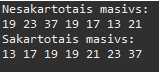 Nesakartotais masivs:
19 23 37 19 17 13 21
Sakartotais masivs:
13 17 19 19 21 23 37